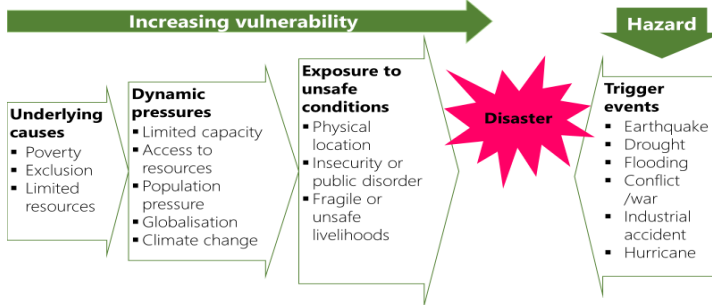 Increasing vulnerability
Hazard
Underlying
causes
▪ Poverty
▪ Exclusion
▪ Limited
resources
Dynamic
pressures
▪ Limited capacity
▪ Access to
resources
▪ Population
pressure
▪ Globalisation
▪ Climate change
Exposure to
unsafe
conditions
▪ Physical
location
▪ Insecurity or
public disorder
▪ Fragile or
unsafe
livelihoods
Disaster
Trigger
events
▪ Earthquake
▪ Drought
▪ Flooding
▪ Conflict
/war
▪ Industrial
accident
▪ Hurricane